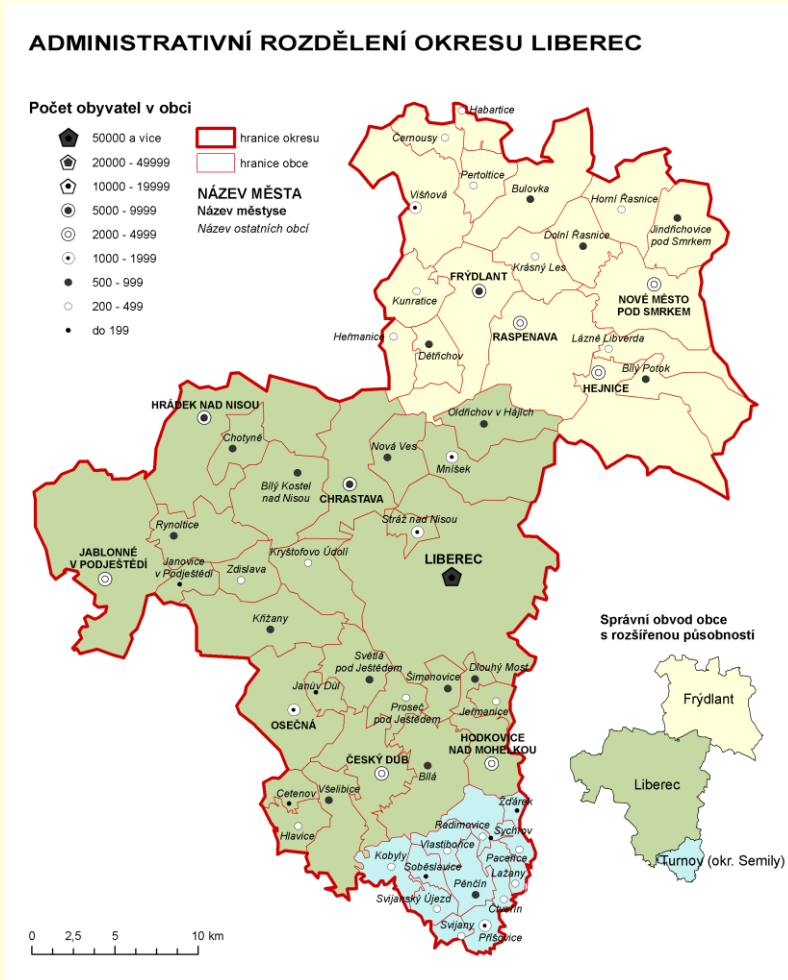 ADMINISTRATIVNÍ ROZDĚLENÍ OKRESU LIBEREC
Počet obyvatel v obci
50000 a více
20000 - 49999
10000 - 19999
5000 - 9999
2000 - 4999
1000 - 1999
500 - 999
200 - 499
do 199
hranice okresu
hranice obce
NÁZEV MĚSTA
Název městyse
Název ostatních obcí
Habartice
Černousy
Pertoltice
Višňová
Bulovka
Horní Řasnice
Jindřichovice
pod Smrkem
Dolní Řasnice
Krásný Les
FRÝDLANT
Kunratice
NOVÉ MĚSTO
POD SMRKEM
RASPENAVA
Heřmanice
Dětřichov
Lázně Libverda
Bílý Potok
HEJNICE
HRÁDEK NAD NISOU
Oldřichov v Hájích
Chotyně
Nová Ves
Mníšek
Bílý Kostel
nad Nisou
CHRASTAVA
Rynoltice
Stráž nad Nisou
JABLONNÉ
V PODJEŠTĚDÍ
Janovice
v Podještědí
Zdislava
Kryštofovo Údolí
LIBEREC
Křižany
Světlá
pod Ještědem
Šimonovice
Dlouhý Most
Janův Důl
Proseč
pod Ještědem
Jeřmanice
OSEČNÁ
HODKOVICE
NAD MOHELKOU
ČESKÝ DUB
Bílá
Cetenov
Všelibice
Hlavice
Žďárek
Radimovice
Sychrov
Vlastibořice
Kobyly
Paceřice
Soběslavice
Lažany
Pěnčín
Svijanský Újezd
Čtveřín
Svijany
Příšovice
Správní obvod obce
s rozšířenou působností
Frýdlant
Liberec
Turnov (okr. Semily)
0 2,5 5 10 km